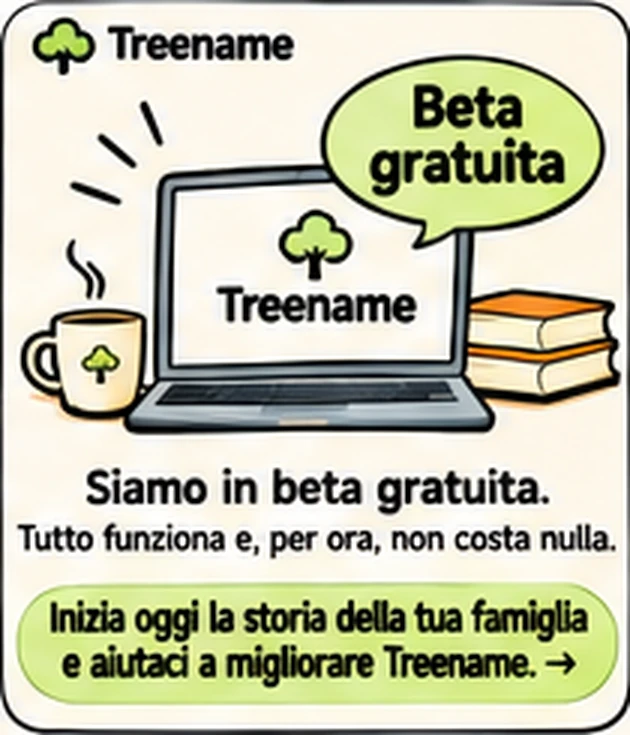 Treename
Beta
gratuita
Treename
Siamo in beta gratuita.
Tutto funziona e, per ora, non costa nulla.
Inizia oggi la storia della tua famiglia
e aiutaci a migliorare Treename. →